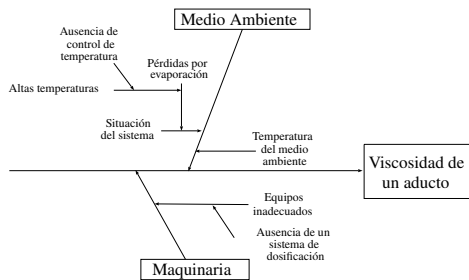 Medio Ambiente
Ausencia de
control de
temperatura
Pérdidas por
evaporación
Altas temperaturas
Situación
del sistema
Temperatura
del medio
ambiente
Viscosidad de
un aducto
Equipos
inadecuados
Ausencia de un
sistema de
dosificación
Maquinaria